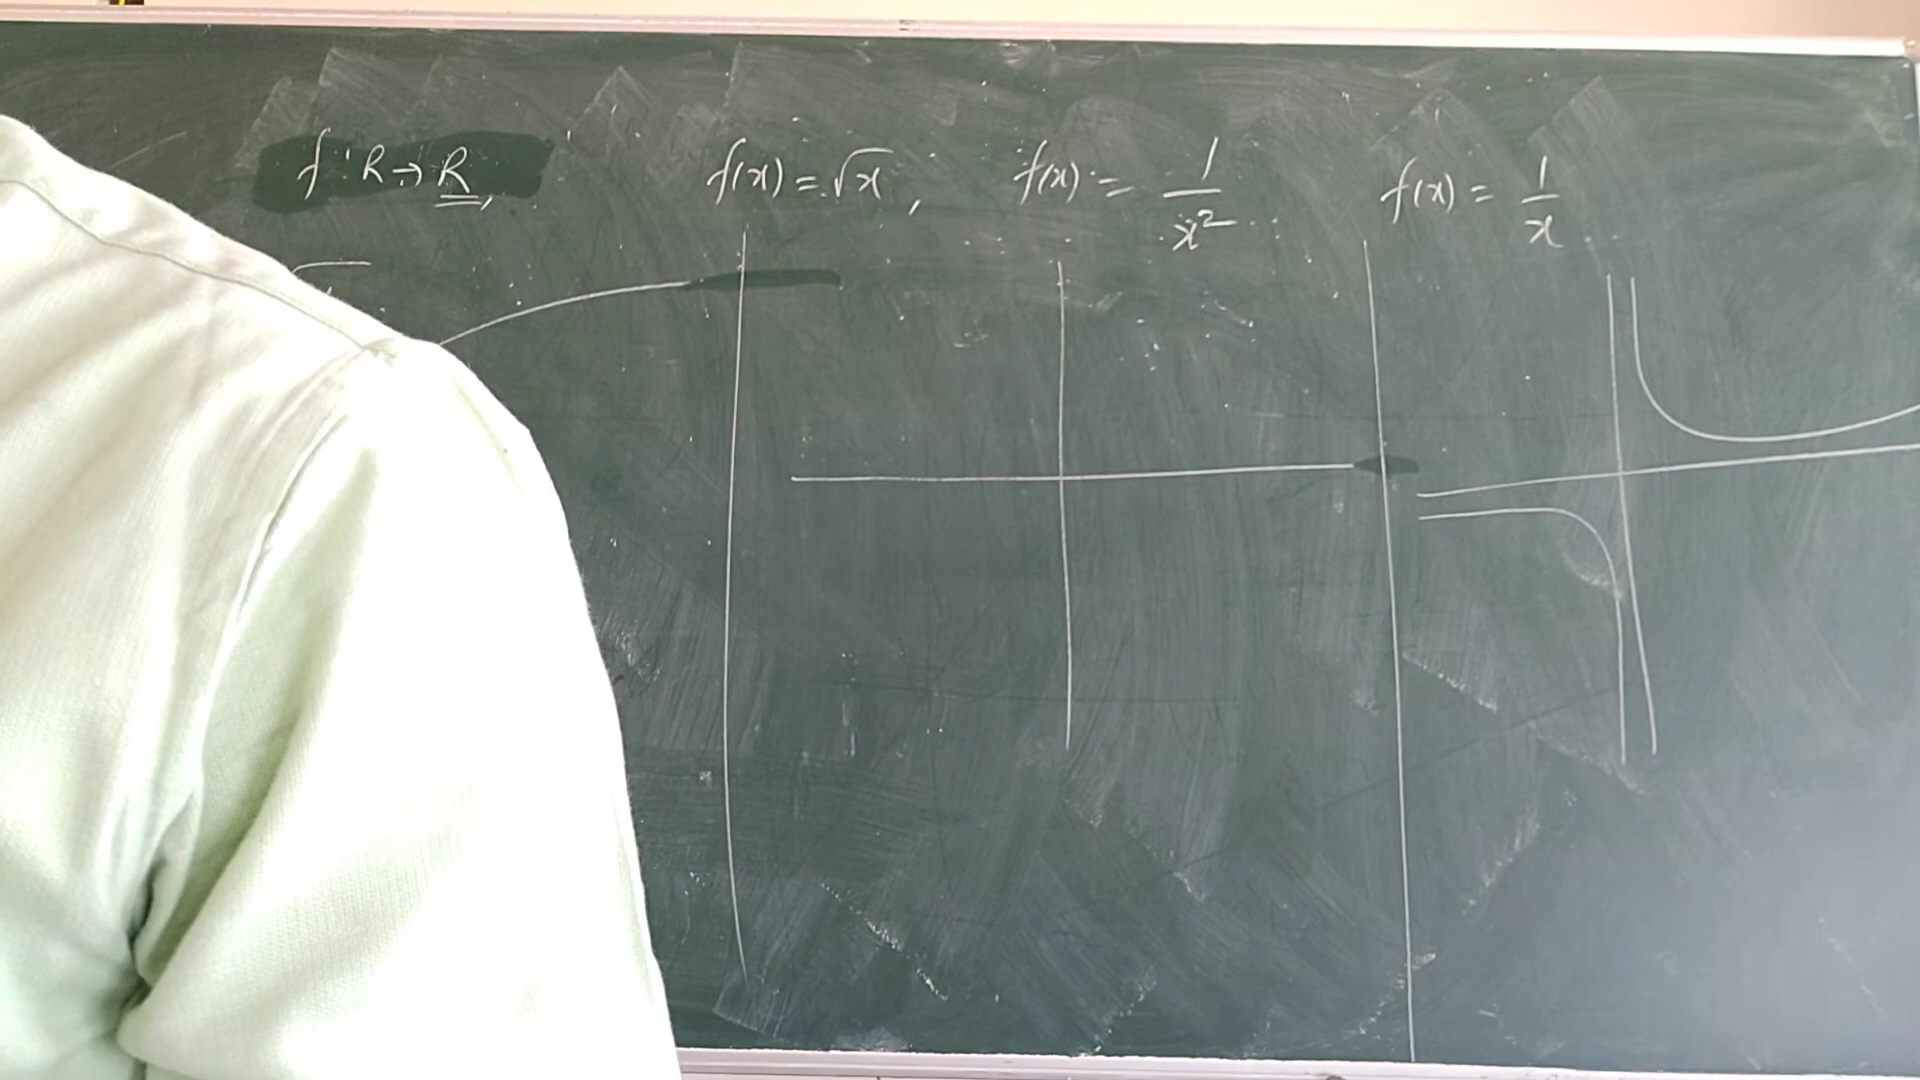 f : R → R, f(x) = √x, f(x) = 1/x² f(x) = 1/x